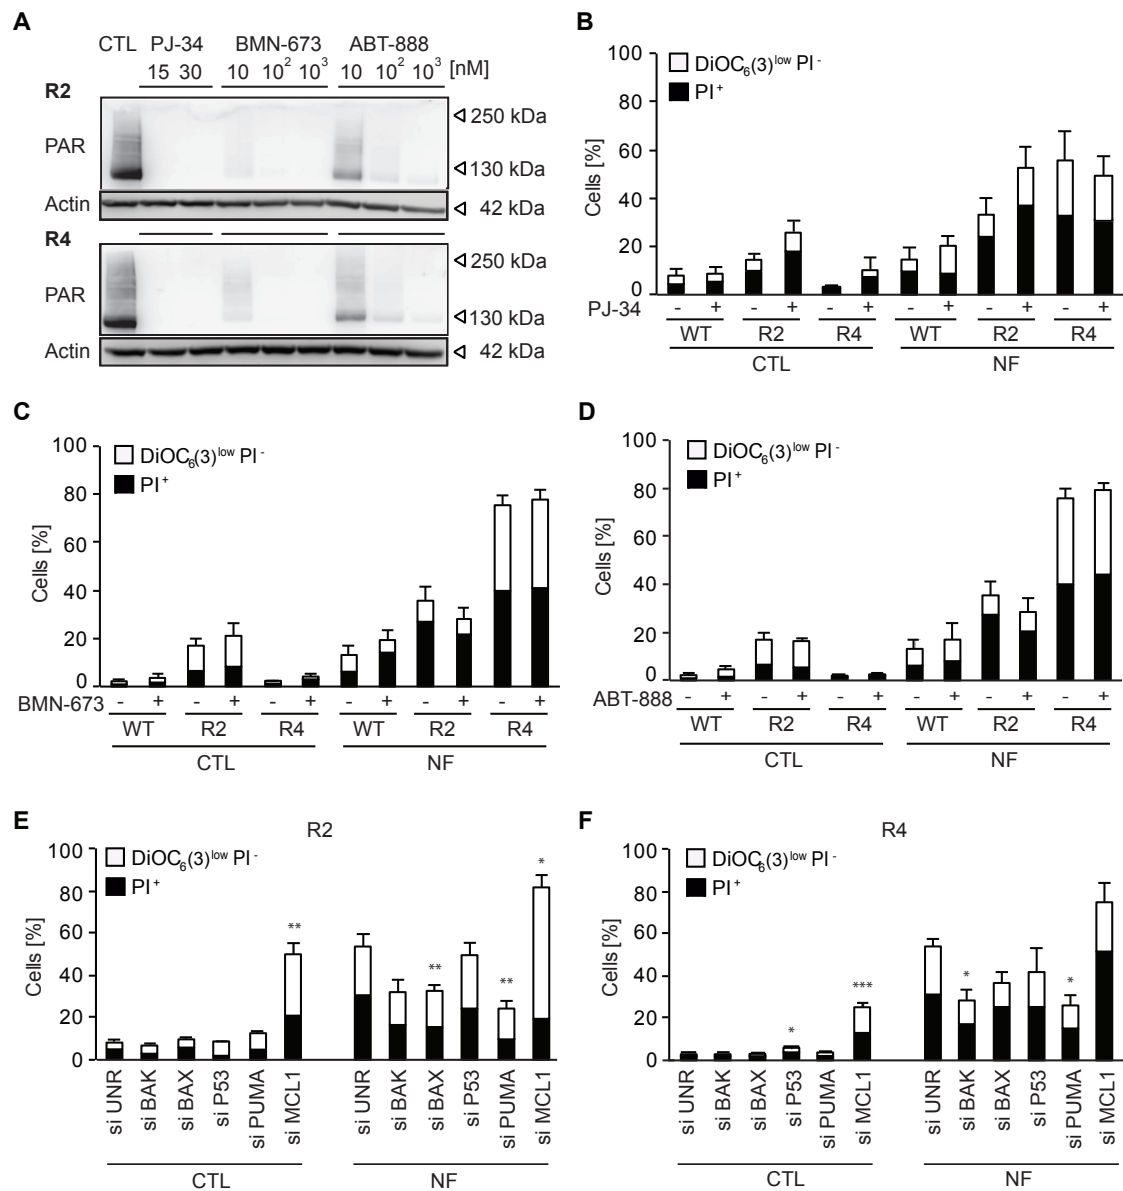 A
CTL PJ-34 BMN-673 ABT-888
15 30 10 10² 10³ 10 10² 10³ [nM]
R2
PAR
250 kDa
130 kDa
Actin
42 kDa
R4
PAR
250 kDa
130 kDa
Actin
42 kDa
B
100
80
60
40
20
0
Cells [%]
DiOC₆(3)ˡᵒʷ PI⁻
PI⁺
PJ-34 - + - + - + - + - + - +
WT R2 R4 WT R2 R4
CTL NF
C
100
80
60
40
20
0
Cells [%]
DiOC₆(3)ˡᵒʷ PI⁻
PI⁺
BMN-673 - + - + - + - + - + - +
WT R2 R4 WT R2 R4
CTL NF
D
100
80
60
40
20
0
Cells [%]
DiOC₆(3)ˡᵒʷ PI⁻
PI⁺
ABT-888 - + - + - + - + - + - +
WT R2 R4 WT R2 R4
CTL NF
E
R2
100
80
60
40
20
0
Cells [%]
DiOC₆(3)ˡᵒʷ PI⁻
PI⁺
** ** ** *
si UNR si BAK si BAX si P53 si PUMA si MCL1 si UNR si BAK si BAX si P53 si PUMA si MCL1
CTL NF
F
R4
100
80
60
40
20
0
Cells [%]
DiOC₆(3)ˡᵒʷ PI⁻
PI⁺
* *** * *
si UNR si BAK si BAX si P53 si PUMA si MCL1 si UNR si BAK si BAX si P53 si PUMA si MCL1
CTL NF